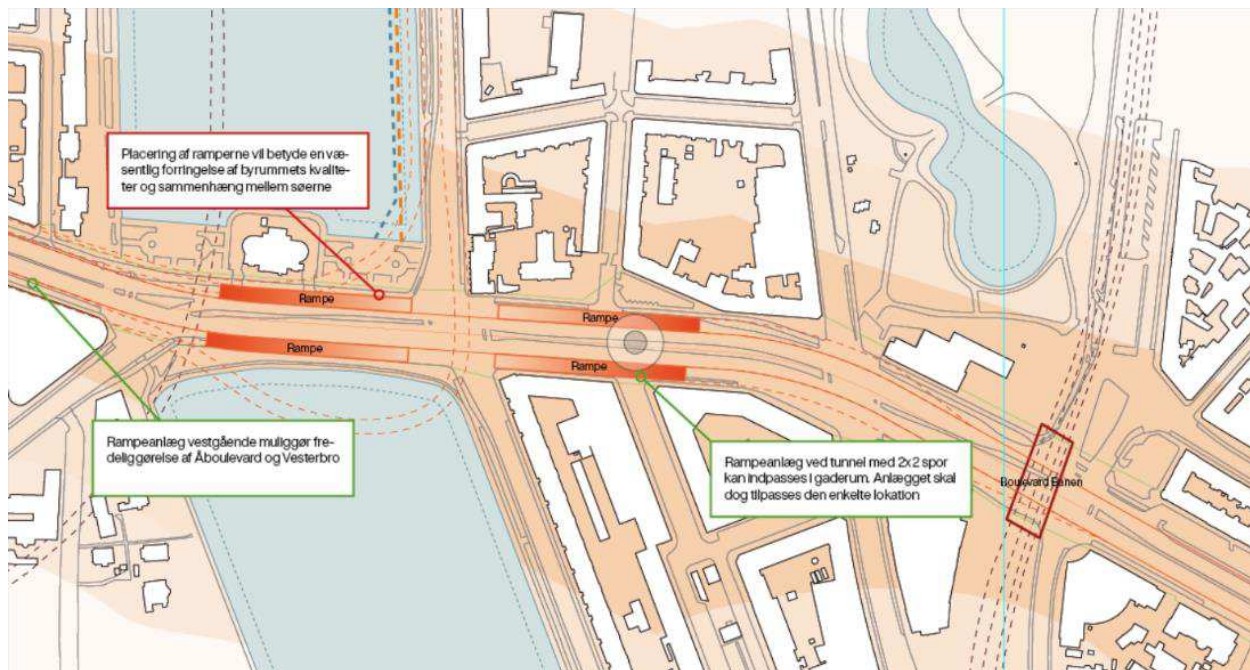 Placering af ramperne vil betyde en væ-
sentlig forringelse af byrummets kvalite-
ter og sammenhæng mellem søerne
Rampe
Rampe
Rampe
Rampe
Rampeanlæg vestgående muliggør fre-
deliggørelse af Åboulevard og Vesterbro
Rampeanlæg ved tunnel med 2x2 spor
kan indpasses i gaderum. Anlægget skal
dog tilpasses den enkelte lokation
Boulevard Banen